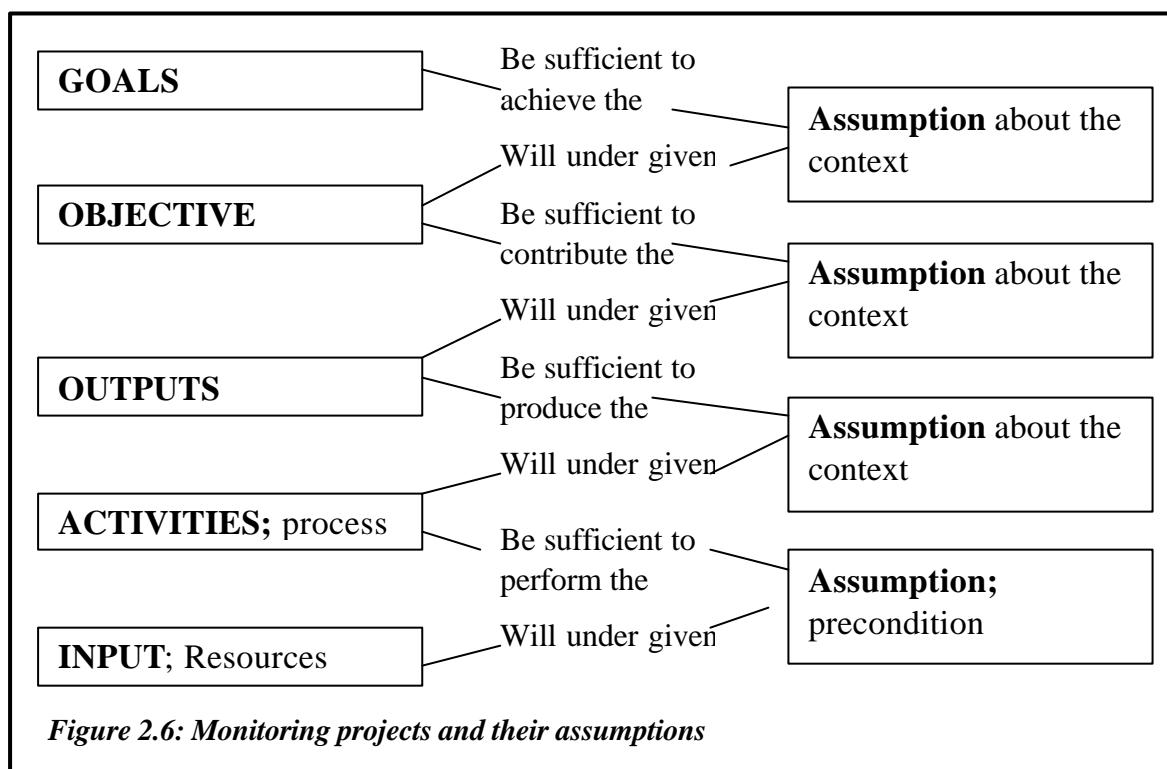 GOALS
Be sufficient to
achieve the
Assumption about the
context
Will under given
OBJECTIVE
Be sufficient to
contribute the
Assumption about the
context
Will under given
OUTPUTS
Be sufficient to
produce the
Assumption about the
context
Will under given
ACTIVITIES; process
Be sufficient to
perform the
Assumption;
precondition
Will under given
INPUT; Resources
Figure 2.6: Monitoring projects and their assumptions